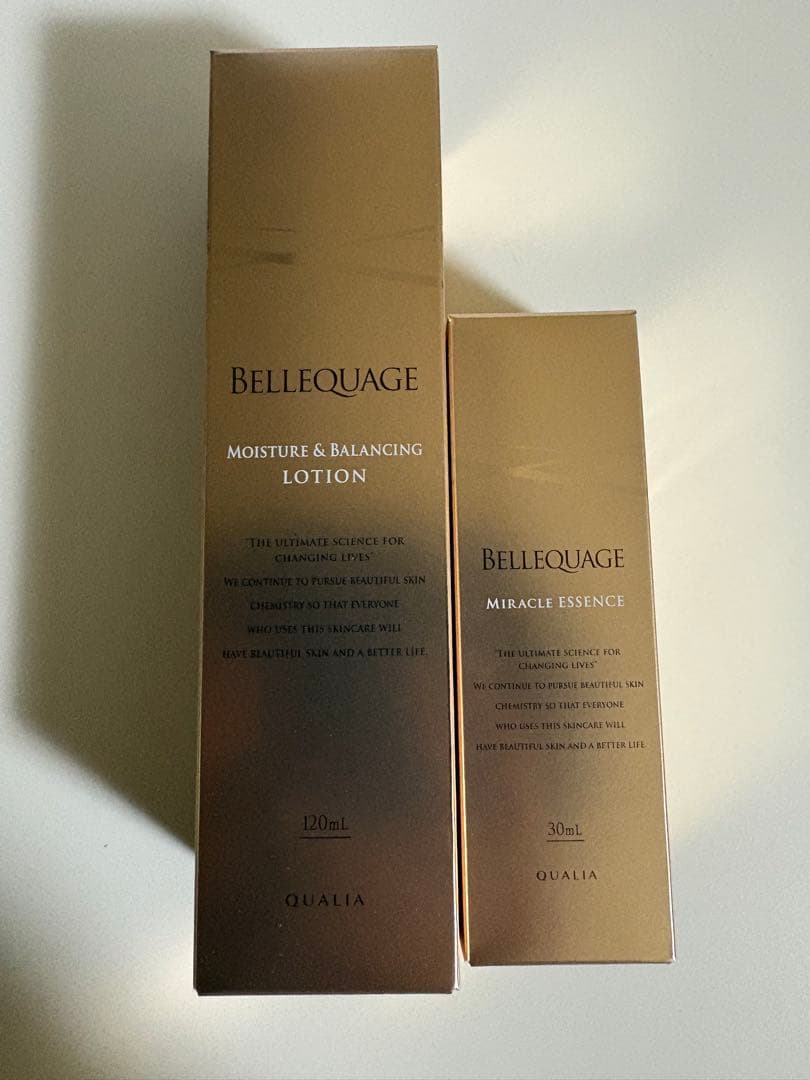 BELLEQUAGE
MOISTURE & BALANCING
LOTION
"THE ULTIMATE SCIENCE FOR
CHANGING LIVES"
WE CONTINUE TO PURSUE BEAUTIFUL SKIN
CHEMISTRY SO THAT EVERYONE
WHO USES THIS SKINCARE WILL
HAVE BEAUTIFUL SKIN AND A BETTER LIFE.
120mL
QUALIA
BELLEQUAGE
MIRACLE ESSENCE
"THE ULTIMATE SCIENCE FOR
CHANGING LIVES"
WE CONTINUE TO PURSUE BEAUTIFUL SKIN
CHEMISTRY SO THAT EVERYONE
WHO USES THIS SKINCARE WILL
HAVE BEAUTIFUL SKIN AND A BETTER LIFE.
30mL
QUALIA